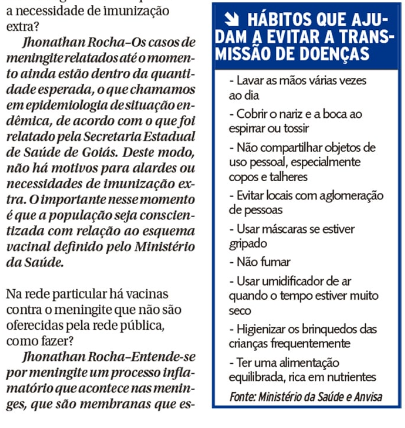 a necessidade de imunização
extra?
Jhonathan Rocha–Os casos de
meningite relatados até o momen-
to ainda estão dentro da quanti-
dade esperada, o que chamamos
em epidemiologia de situação en-
dêmica, de acordo com o que foi
relatado pela Secretaria Estadual
de Saúde de Goiás. Deste modo,
não há motivos para alardes ou
necessidades de imunização ex-
tra. O importante nesse momento
é que a população seja conscien-
tizada com relação ao esquema
vacinal definido pelo Ministério
da Saúde.
Na rede particular há vacinas
contra o meningite que não são
oferecidas pela rede pública,
como fazer?
Jhonathan Rocha–Entende-se
por meningite um processo infla-
matório que acontece nas menin-
ges, que são membranas que es-
HÁBITOS QUE AJU-
DAM A EVITAR A TRANS-
MISSÃO DE DOENÇAS
- Lavar as mãos várias vezes
ao dia
- Cobrir o nariz e a boca ao
espirrar ou tossir
- Não compartilhar objetos de
uso pessoal, especialmente
copos e talheres
- Evitar locais com aglomeração
de pessoas
- Usar máscaras se estiver
gripado
- Não fumar
- Usar umidificador de ar
quando o tempo estiver muito
seco
- Higienizar os brinquedos das
crianças frequentemente
- Ter uma alimentação
equilibrada, rica em nutrientes
Fonte: Ministério da Saúde e Anvisa